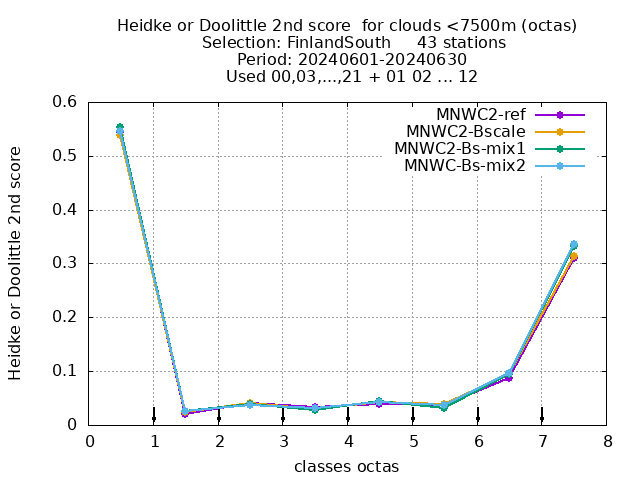 Heidke or Doolittle 2nd score  for clouds <7500m (octas)
Selection: FinlandSouth     43 stations
Period: 20240601-20240630
Used 00,03,...,21 + 01 02 ... 12
MNWC2-ref
MNWC2-Bscale
MNWC2-Bs-mix1
MNWC-Bs-mix2
Heidke or Doolittle 2nd score
0.6
0.5
0.4
0.3
0.2
0.1
0
0 1 2 3 4 5 6 7 8
classes octas